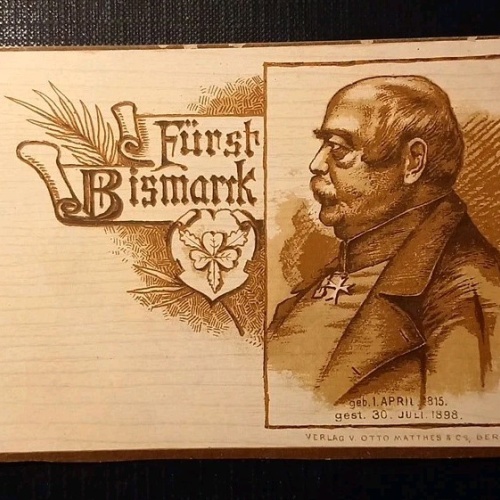 Fürst
Bismarck
geb. 1. APRIL 1815.
gest. 30. JULI. 1898.
VERLAG V. OTTO MATTHES & Co, BER